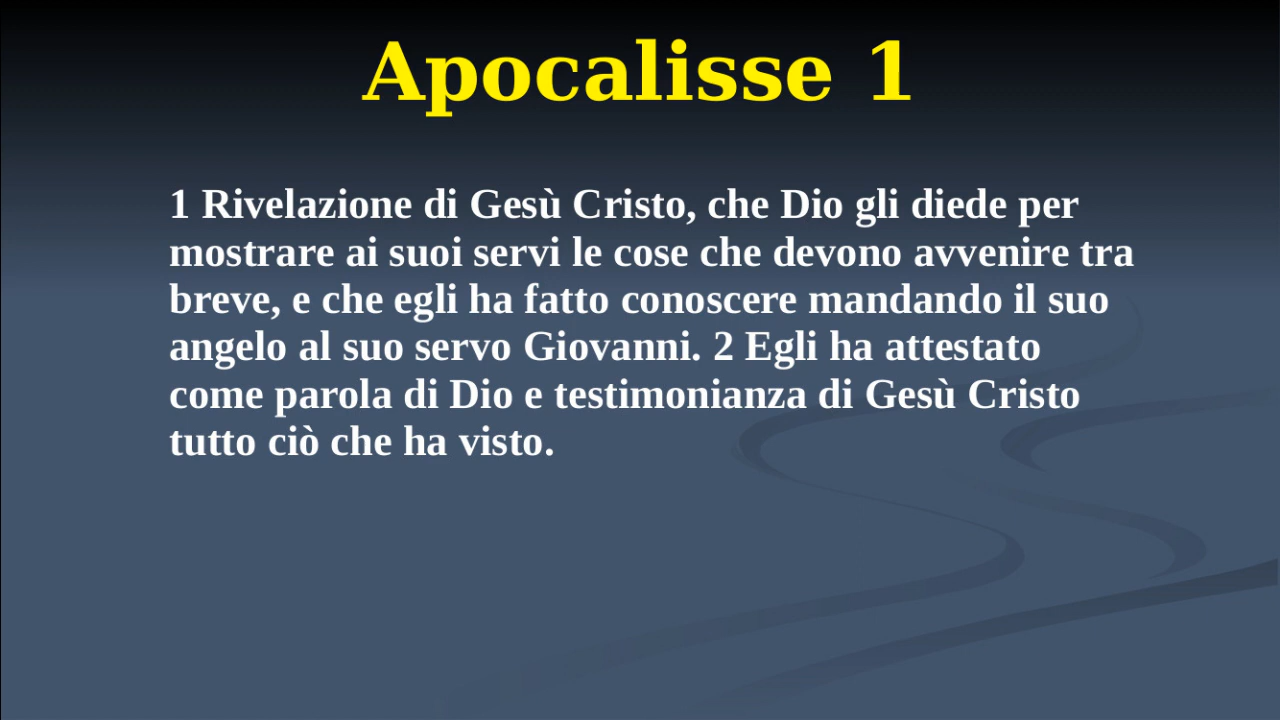 Apocalisse 1
1 Rivelazione di Gesù Cristo, che Dio gli diede per
mostrare ai suoi servi le cose che devono avvenire tra
breve, e che egli ha fatto conoscere mandando il suo
angelo al suo servo Giovanni. 2 Egli ha attestato
come parola di Dio e testimonianza di Gesù Cristo
tutto ciò che ha visto.